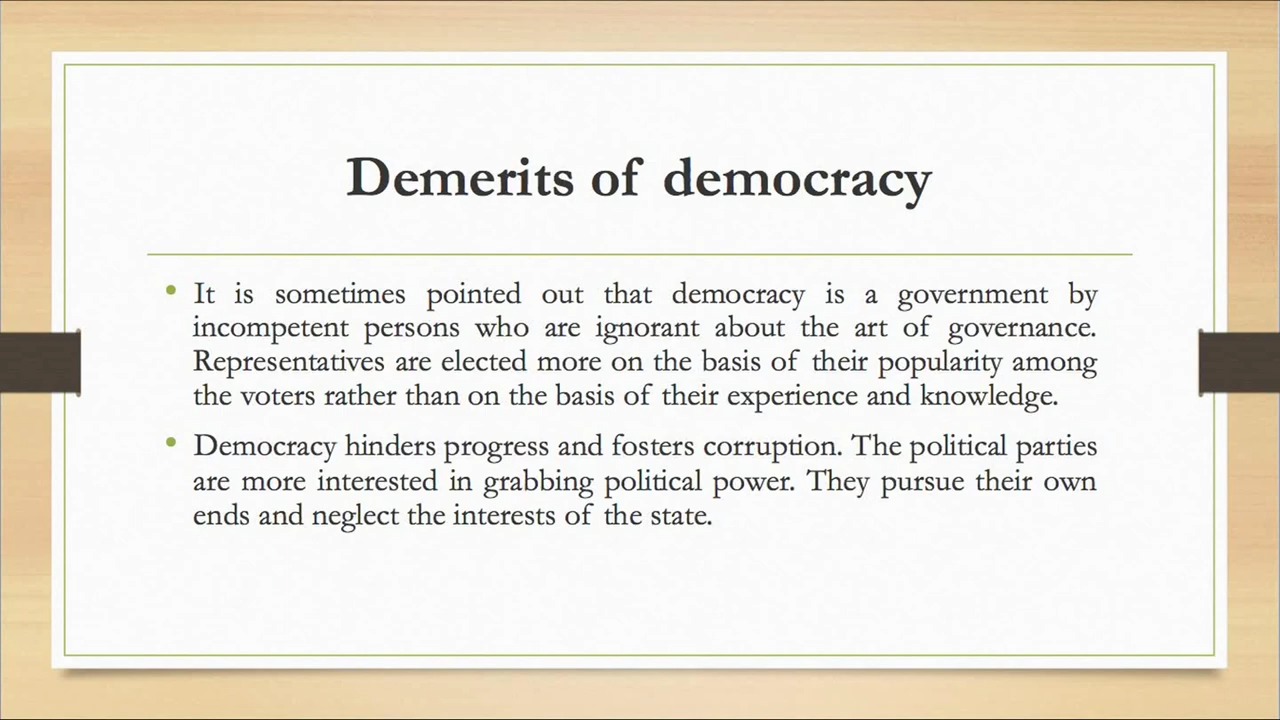 Demerits of democracy
• It is sometimes pointed out that democracy is a government by
incompetent persons who are ignorant about the art of governance.
Representatives are elected more on the basis of their popularity among
the voters rather than on the basis of their experience and knowledge.
• Democracy hinders progress and fosters corruption. The political parties
are more interested in grabbing political power. They pursue their own
ends and neglect the interests of the state.